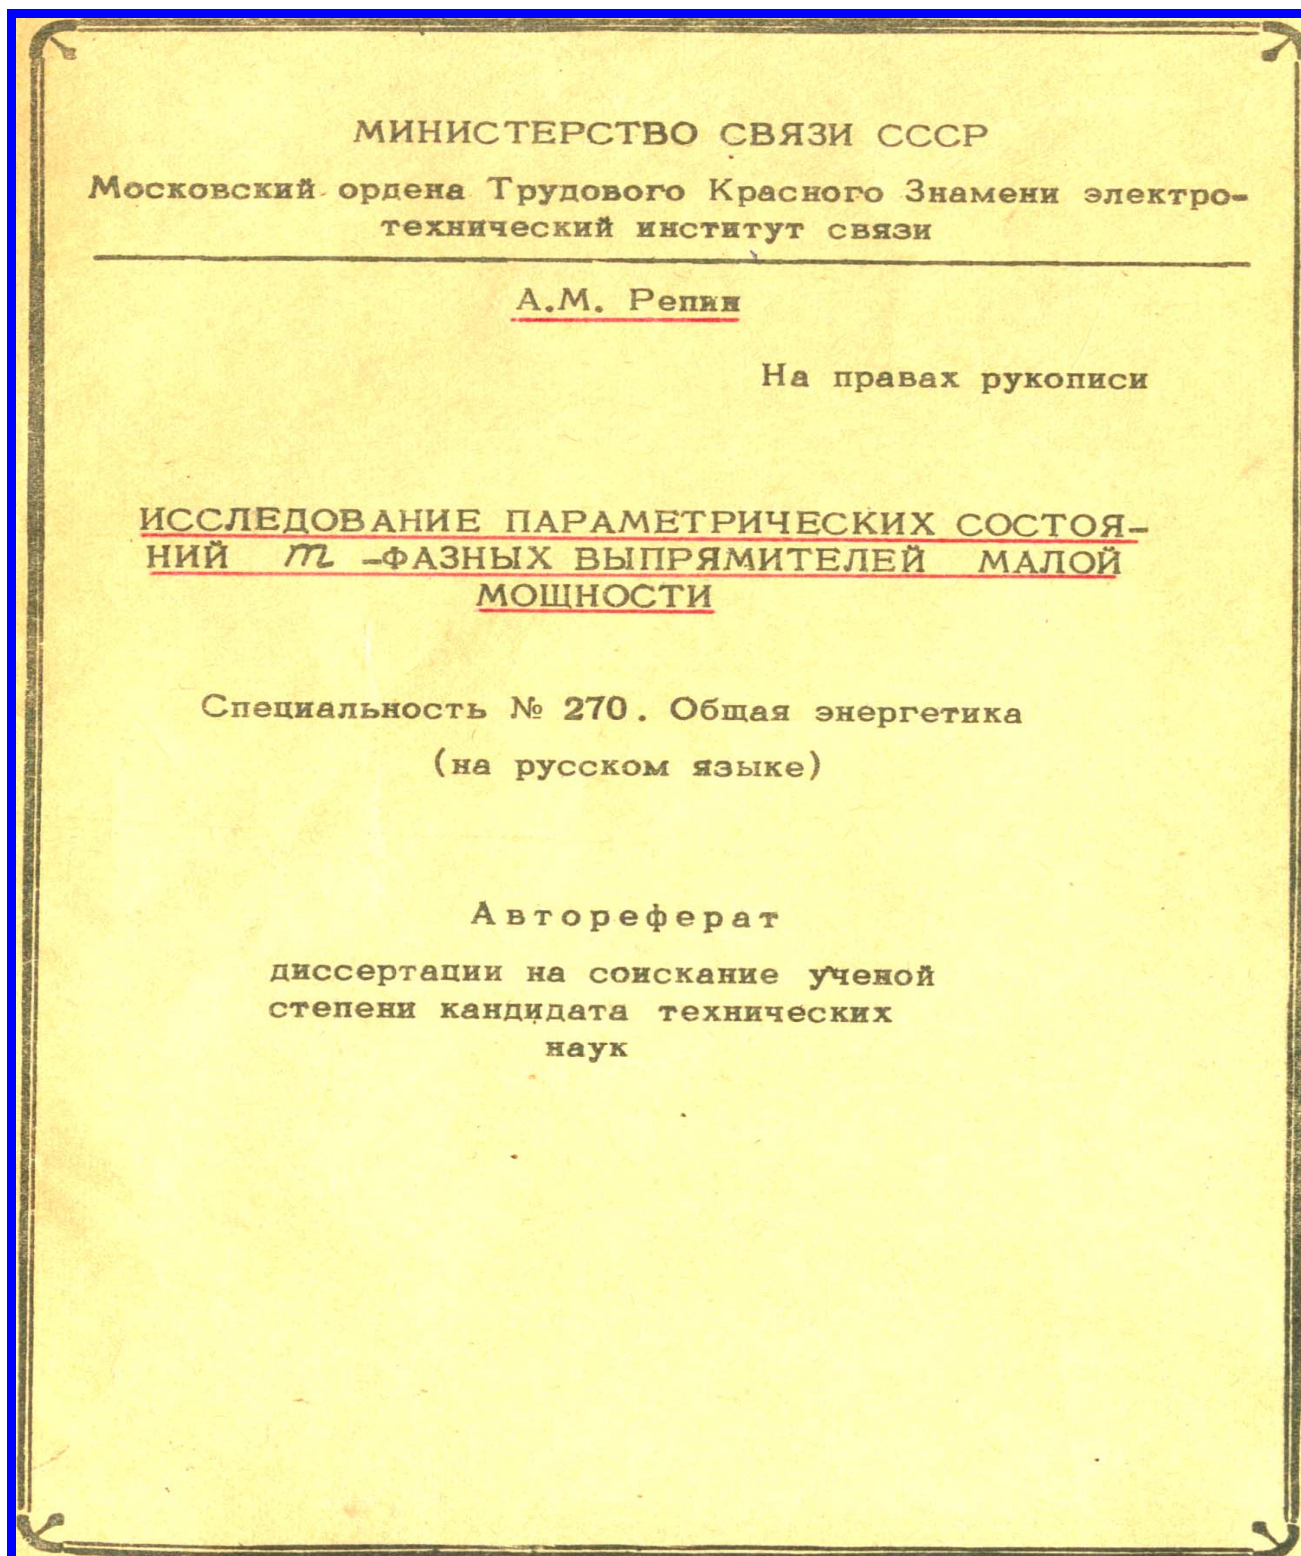 МИНИСТЕРСТВО СВЯЗИ СССР
Московский ордена Трудового Красного Знамени электро-
технический институт связи
А.М. Репин
На правах рукописи
ИССЛЕДОВАНИЕ ПАРАМЕТРИЧЕСКИХ СОСТОЯ-
НИЙ m -ФАЗНЫХ ВЫПРЯМИТЕЛЕЙ МАЛОЙ
МОЩНОСТИ
Специальность № 270. Общая энергетика
(на русском языке)
Автореферат
диссертации на соискание ученой
степени кандидата технических
наук